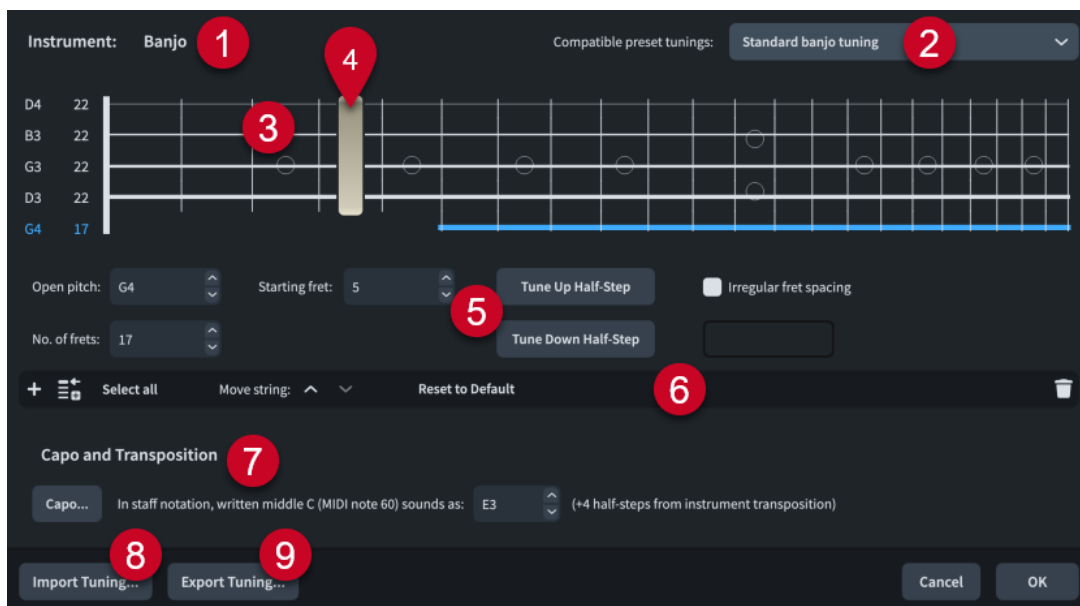 Instrument: Banjo 1 Compatible preset tunings: Standard banjo tuning 2
4
D4 22
3
B3 22
G3 22
D3 22
G4 17
Open pitch: G4 Starting fret: 5 Tune Up Half-Step Irregular fret spacing
5
No. of frets: 17 Tune Down Half-Step
+ Select all Move string: Reset to Default 6
Capo and Transposition 7
Capo... In staff notation, written middle C (MIDI note 60) sounds as: E3 (+4 half-steps from instrument transposition)
8 9
Import Tuning... Export Tuning... Cancel OK